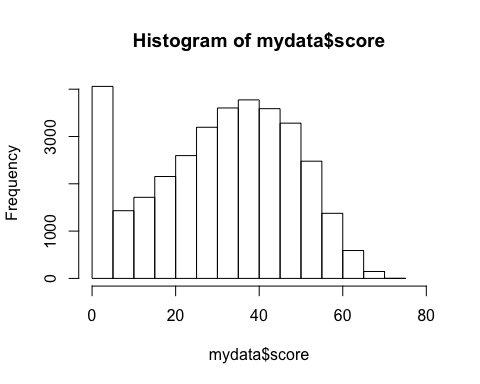 Histogram of mydata$score
Frequency
3000
1000
0
0 20 40 60 80
mydata$score